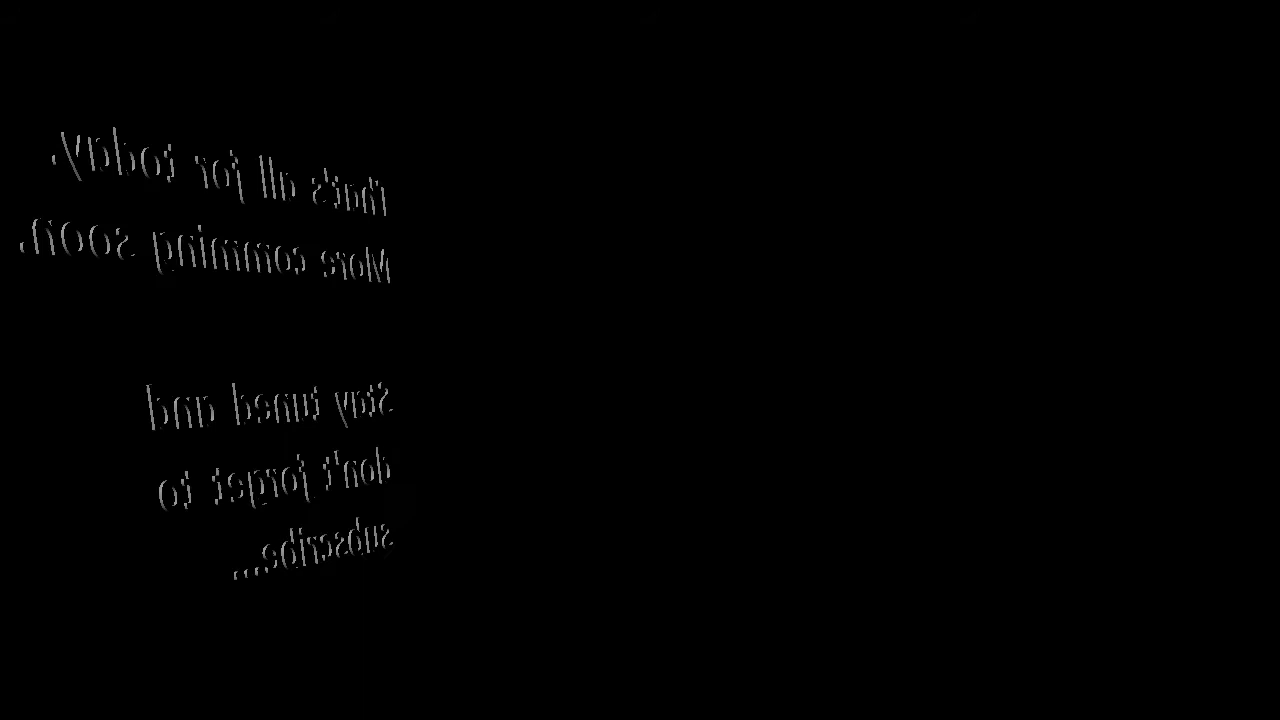 That's all for today.
More comming soon.
Stay tuned and
don't forget to
subscribe...